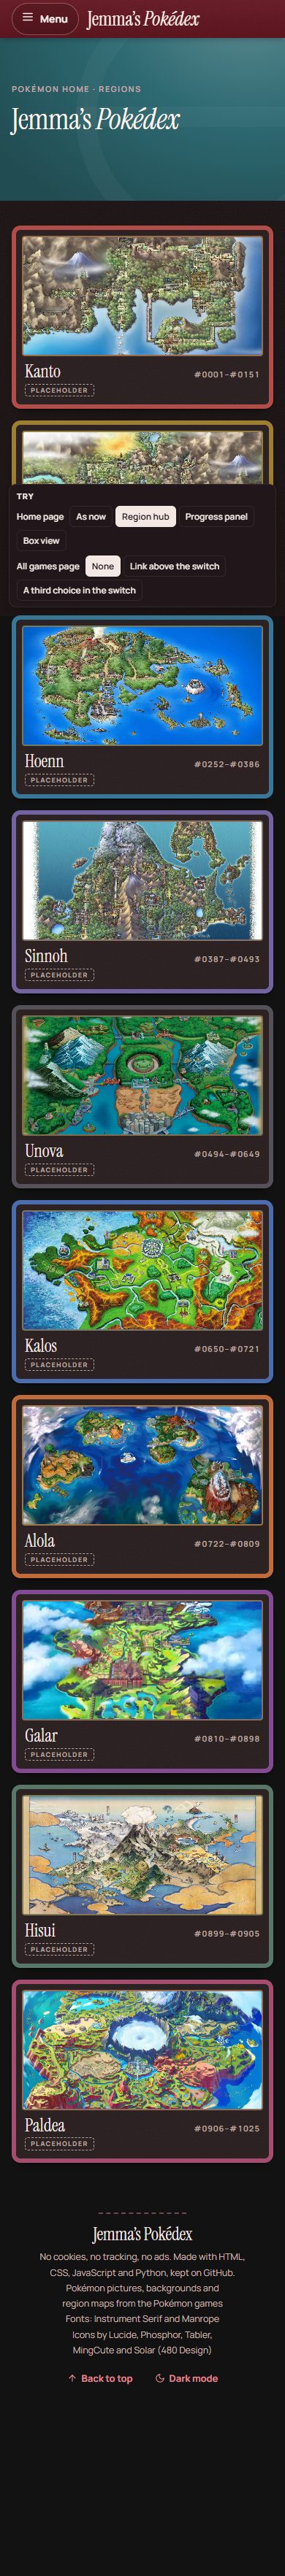 Menu
Jemma's Pokédex
POKÉMON HOME · REGIONS
Jemma's Pokédex
Kanto
#0001–#0151
PLACEHOLDER
TRY
Home page As now Region hub Progress panel
Box view
All games page None Link above the switch
A third choice in the switch
Hoenn
#0252–#0386
PLACEHOLDER
Sinnoh
#0387–#0493
PLACEHOLDER
Unova
#0494–#0649
PLACEHOLDER
Kalos
#0650–#0721
PLACEHOLDER
Alola
#0722–#0809
PLACEHOLDER
Galar
#0810–#0898
PLACEHOLDER
Hisui
#0899–#0905
PLACEHOLDER
Paldea
#0906–#1025
PLACEHOLDER
Jemma's Pokédex
No cookies, no tracking, no ads. Made with HTML,
CSS, JavaScript and Python, kept on GitHub.
Pokémon pictures, backgrounds and
region maps from the Pokémon games
Fonts: Instrument Serif and Manrope
Icons by Lucide, Phosphor, Tabler,
MingCute and Solar (480 Design)
Back to top
Dark mode